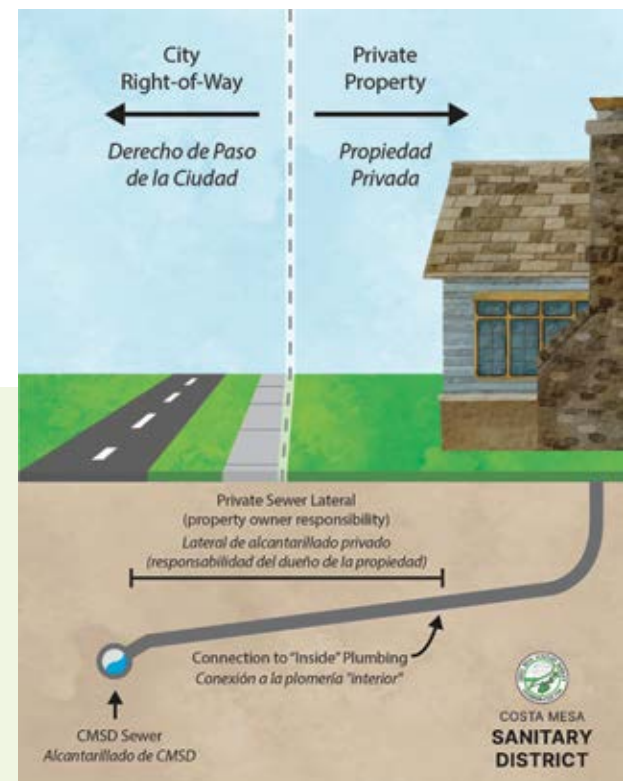 City
Right-of-Way
Derecho de Paso
de la Ciudad
Private
Property
Propiedad
Privada
Private Sewer Lateral
(property owner responsibility)
Lateral de alcantarillado privado
(responsabilidad del dueño de la propiedad)
Connection to "Inside" Plumbing
Conexión a la plomería "interior"
CMSD Sewer
Alcantarillado de CMSD
COSTA MESA
SANITARY
DISTRICT